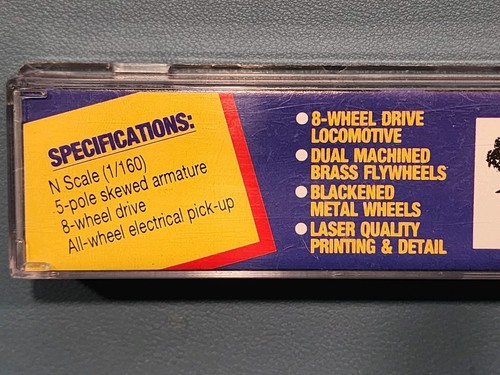 SPECIFICATIONS:
N Scale (1/160)
5-pole skewed armature
8-wheel drive
All-wheel electrical pick-up
8-WHEEL DRIVE
LOCOMOTIVE
DUAL MACHINED
BRASS FLYWHEELS
BLACKENED
METAL WHEELS
LASER QUALITY
PRINTING & DETAIL